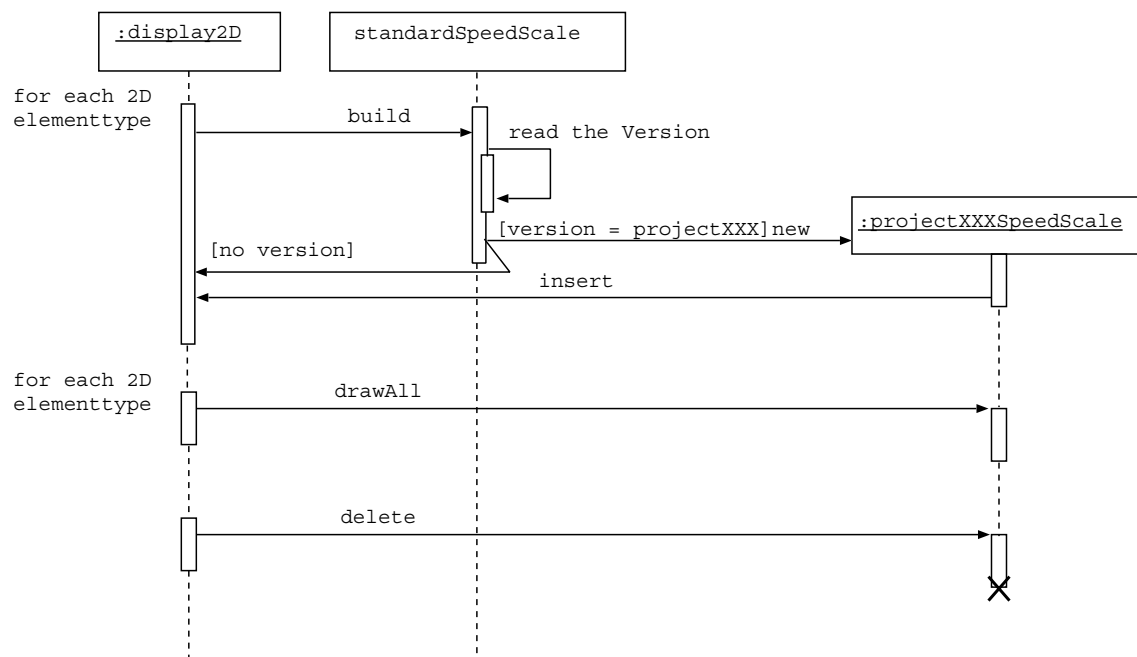 :display2D
standardSpeedScale
for each 2D
elementtype
build
read the Version
:projectXXXSpeedScale
[version = projectXXX]new
[no version]
insert
for each 2D
elementtype
drawAll
delete